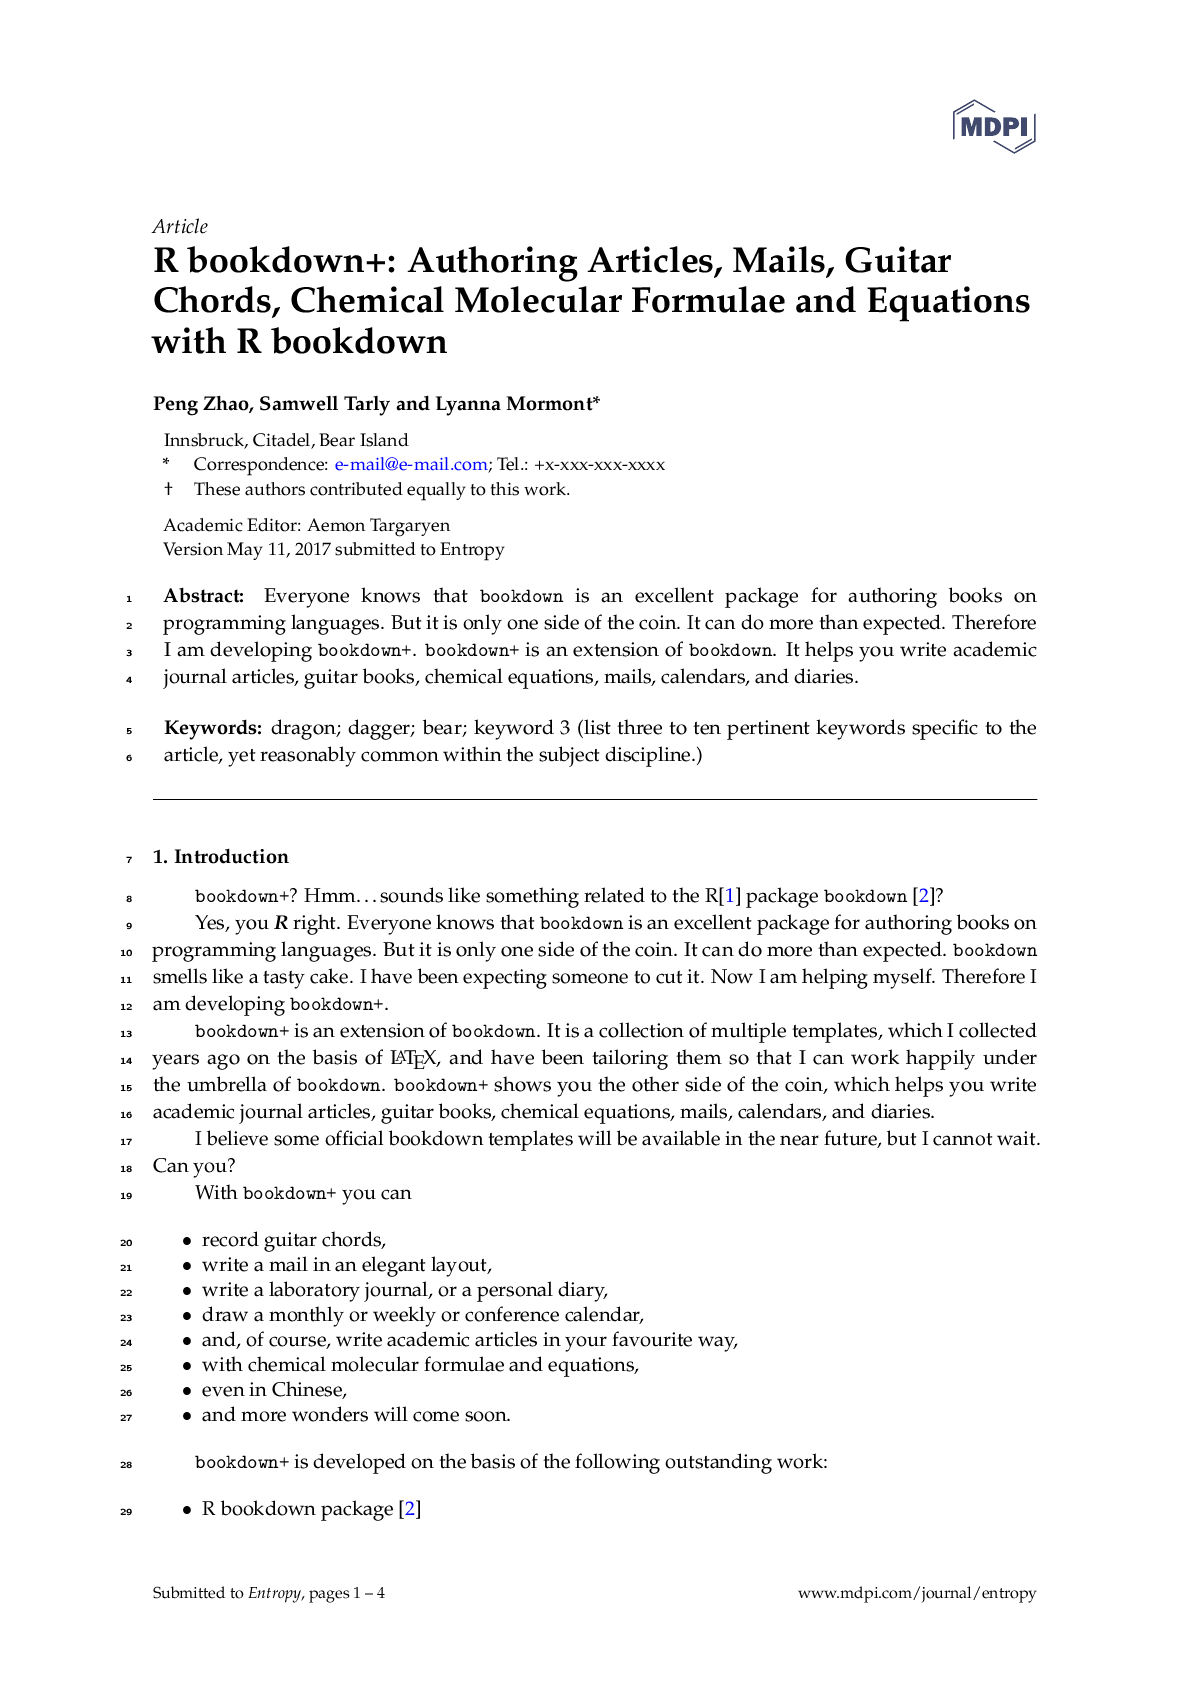 MDPI
Article
R bookdown+: Authoring Articles, Mails, Guitar
Chords, Chemical Molecular Formulae and Equations
with R bookdown
Peng Zhao, Samwell Tarly and Lyanna Mormont*
Innsbruck, Citadel, Bear Island
* Correspondence: e-mail@e-mail.com; Tel.: +x-xxx-xxx-xxxx
† These authors contributed equally to this work.
Academic Editor: Aemon Targaryen
Version May 11, 2017 submitted to Entropy
1 Abstract: Everyone knows that bookdown is an excellent package for authoring books on
2 programming languages. But it is only one side of the coin. It can do more than expected. Therefore
3 I am developing bookdown+. bookdown+ is an extension of bookdown. It helps you write academic
4 journal articles, guitar books, chemical equations, mails, calendars, and diaries.
5 Keywords: dragon; dagger; bear; keyword 3 (list three to ten pertinent keywords specific to the
6 article, yet reasonably common within the subject discipline.)
7 1. Introduction
8 bookdown+? Hmm...sounds like something related to the R[1] package bookdown [2]?
9 Yes, you R right. Everyone knows that bookdown is an excellent package for authoring books on
10 programming languages. But it is only one side of the coin. It can do more than expected. bookdown
11 smells like a tasty cake. I have been expecting someone to cut it. Now I am helping myself. Therefore I
12 am developing bookdown+.
13 bookdown+ is an extension of bookdown. It is a collection of multiple templates, which I collected
14 years ago on the basis of LATEX, and have been tailoring them so that I can work happily under
15 the umbrella of bookdown. bookdown+ shows you the other side of the coin, which helps you write
16 academic journal articles, guitar books, chemical equations, mails, calendars, and diaries.
17 I believe some official bookdown templates will be available in the near future, but I cannot wait.
18 Can you?
19 With bookdown+ you can
20 • record guitar chords,
21 • write a mail in an elegant layout,
22 • write a laboratory journal, or a personal diary,
23 • draw a monthly or weekly or conference calendar,
24 • and, of course, write academic articles in your favourite way,
25 • with chemical molecular formulae and equations,
26 • even in Chinese,
27 • and more wonders will come soon.
28 bookdown+ is developed on the basis of the following outstanding work:
29 • R bookdown package [2]
Submitted to Entropy, pages 1 – 4 www.mdpi.com/journal/entropy